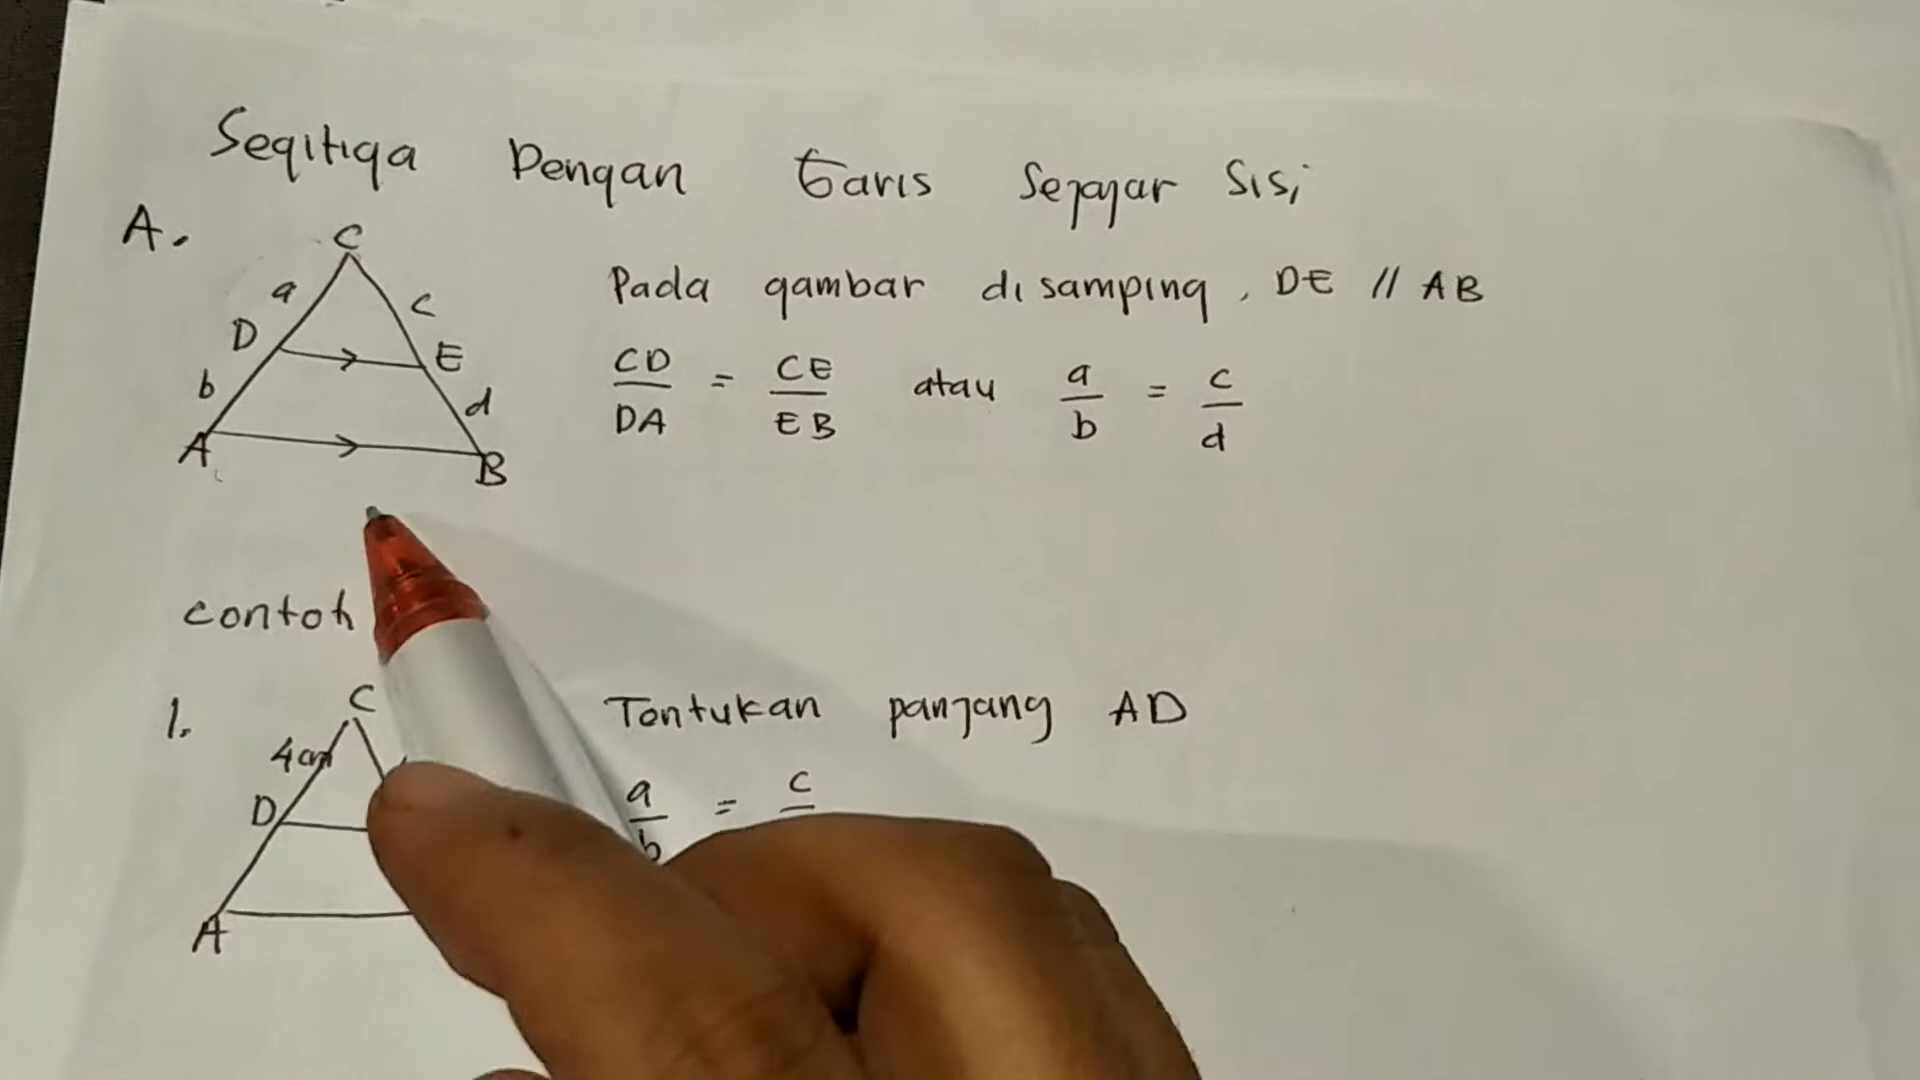 Segitiga Dengan Garis Sejajar Sisi
A.
C
a
c
D
E
b
d
A
B
Pada gambar disamping, DE // AB
CD/DA = CE/EB atau a/b = c/d
contoh
1.
C
4cm
D
A
Tentukan panjang AD
a/b = c